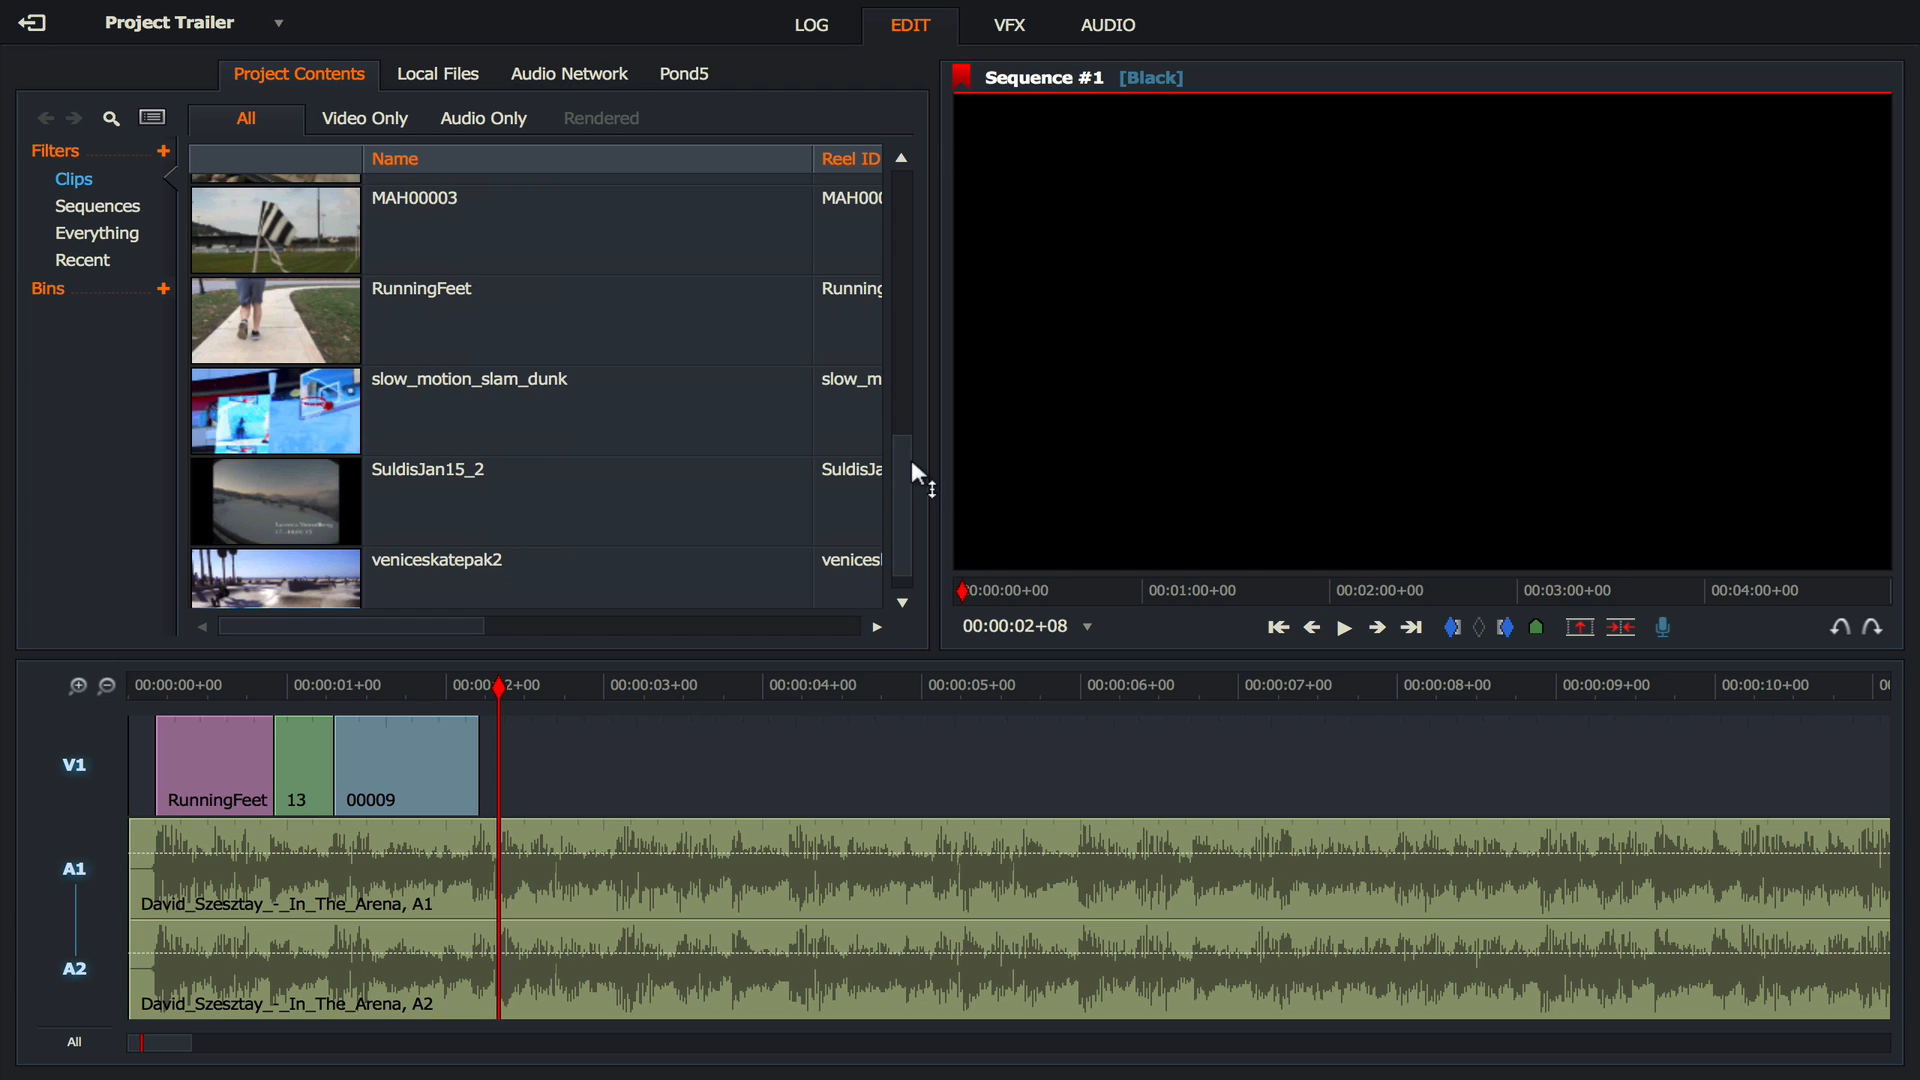 Project Trailer
LOG EDIT VFX AUDIO
Project Contents Local Files Audio Network Pond5
Sequence #1 [Black]
All Video Only Audio Only Rendered
Filters
Clips
Sequences
Everything
Recent
Bins
Name Reel ID
MAH00003 MAH000
RunningFeet Running
slow_motion_slam_dunk slow_m
SuldisJan15_2 SuldisJa
veniceskatepak2 venices
0:00:00+00 00:01:00+00 00:02:00+00 00:03:00+00 00:04:00+00
00:00:02+08
00:00:00+00 00:00:01+00 00:00: 2+00 00:00:03+00 00:00:04+00 00:00:05+00 00:00:06+00 00:00:07+00 00:00:08+00 00:00:09+00 00:00:10+00 00
V1
RunningFeet 13 00009
A1
David_Szesztay_-_In_The_Arena, A1
A2
David_Szesztay_-_In_The_Arena, A2
All